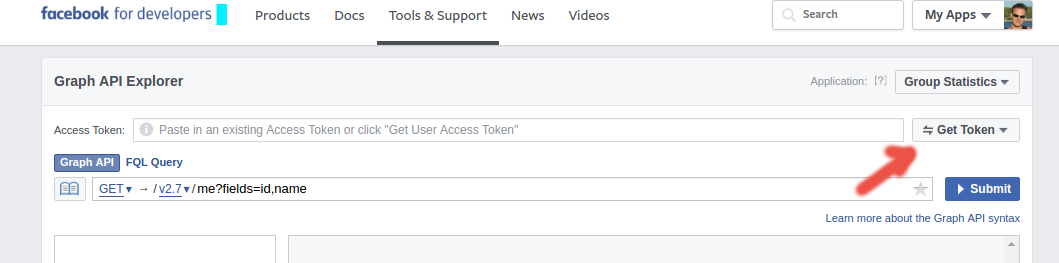 facebook for developers Products Docs Tools & Support News Videos Search My Apps
Graph API Explorer Application: [?] Group Statistics
Access Token: Paste in an existing Access Token or click "Get User Access Token" Get Token
Graph API FQL Query
GET → / v2.7 / me?fields=id,name Submit
Learn more about the Graph API syntax